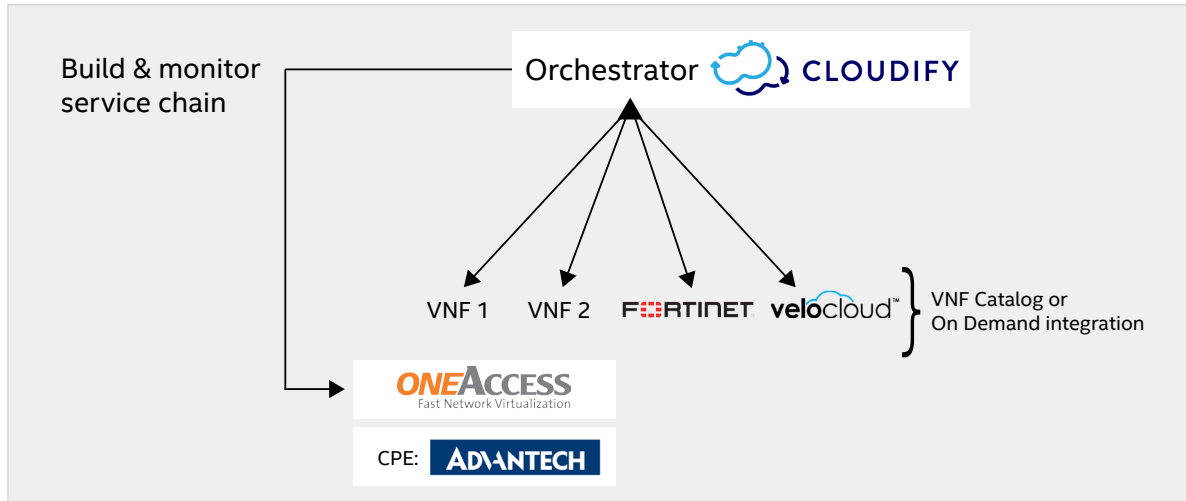 Build & monitor
service chain
Orchestrator CLOUDIFY
VNF 1 VNF 2 FORTINET velocloud™
VNF Catalog or
On Demand integration
ONEACCESS
Fast Network Virtualization
CPE: ADVANTECH